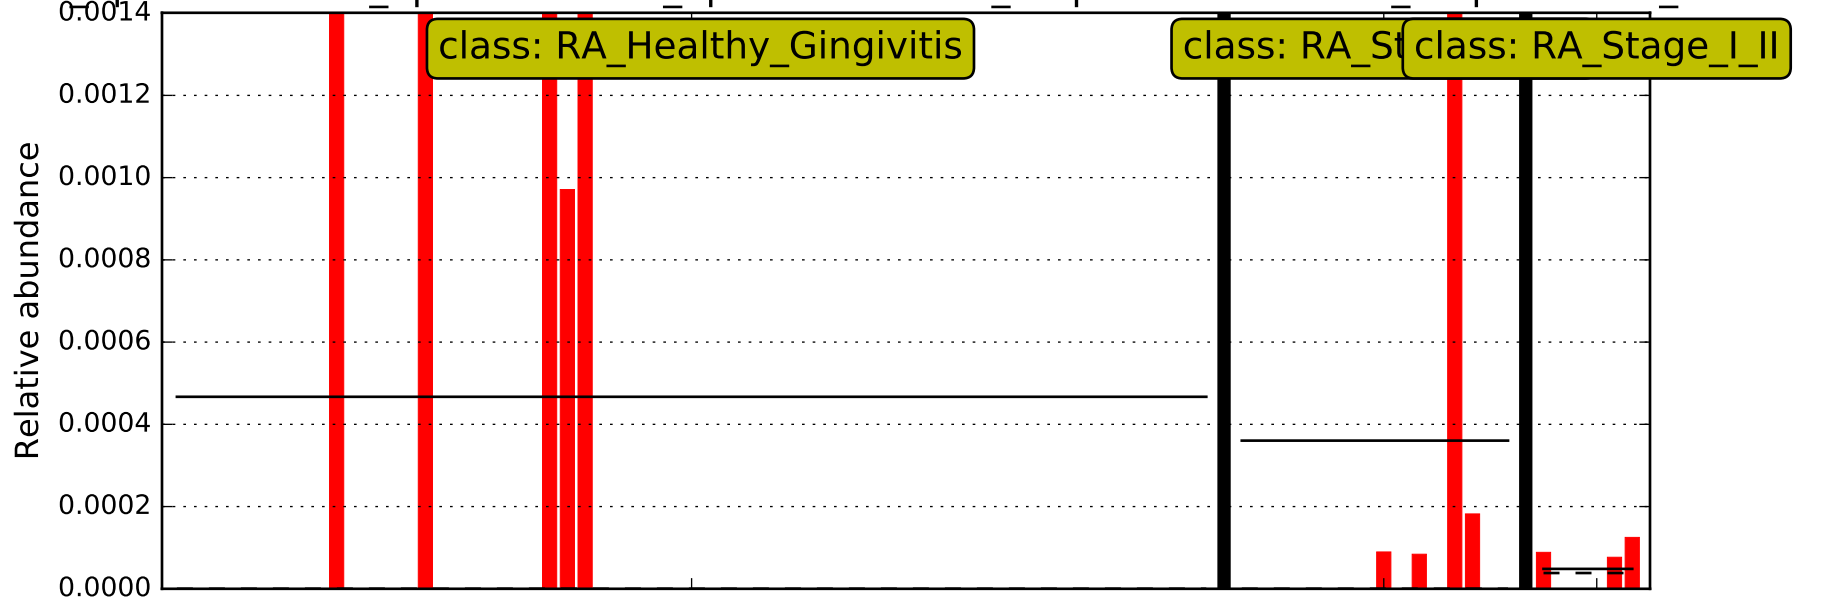 0.0014
class: RA_Healthy_Gingivitis
class: RA_St
class: RA_Stage_I_II
0.0012
0.0010
0.0008
0.0006
0.0004
0.0002
0.0000
Relative abundance